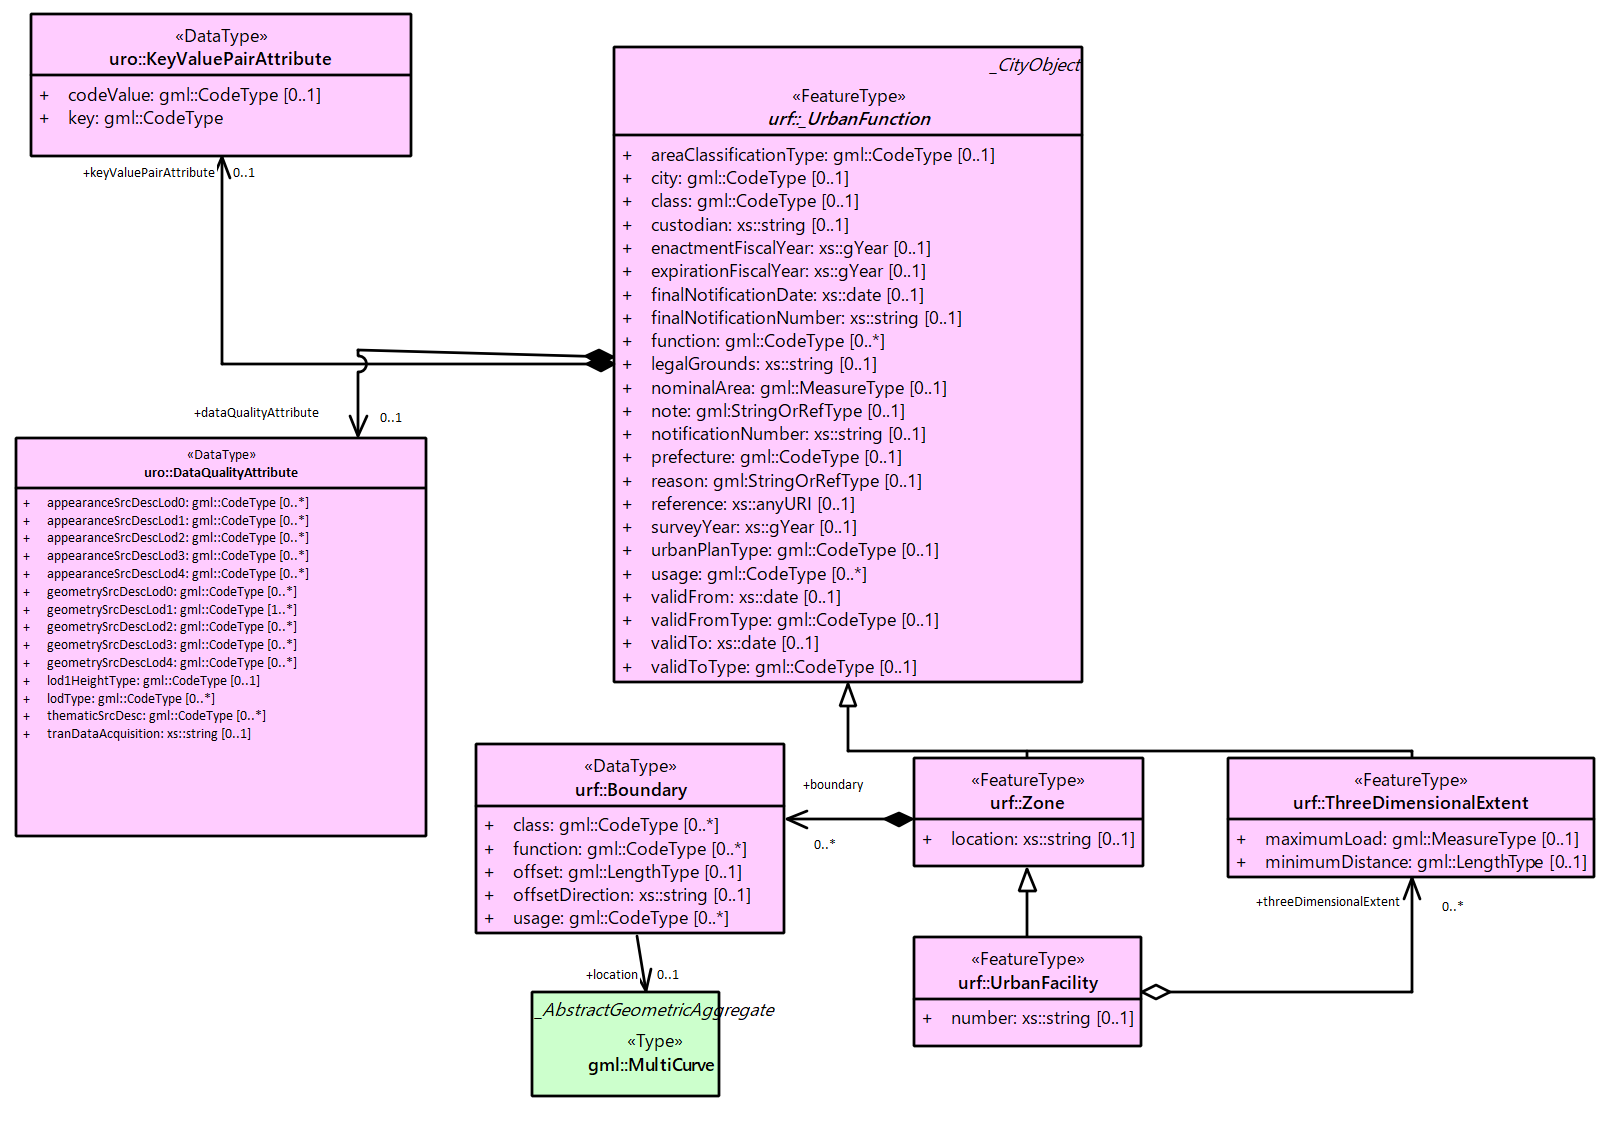 «DataType»
uro::KeyValuePairAttribute
+ codeValue: gml::CodeType [0..1]
+ key: gml::CodeType
+keyValuePairAttribute 0..1
_CityObject
«FeatureType»
urf::_UrbanFunction
+ areaClassificationType: gml::CodeType [0..1]
+ city: gml::CodeType [0..1]
+ class: gml::CodeType [0..1]
+ custodian: xs::string [0..1]
+ enactmentFiscalYear: xs::gYear [0..1]
+ expirationFiscalYear: xs::gYear [0..1]
+ finalNotificationDate: xs::date [0..1]
+ finalNotificationNumber: xs::string [0..1]
+ function: gml::CodeType [0..*]
+ legalGrounds: xs::string [0..1]
+ nominalArea: gml::MeasureType [0..1]
+ note: gml:StringOrRefType [0..1]
+ notificationNumber: xs::string [0..1]
+ prefecture: gml::CodeType [0..1]
+ reason: gml:StringOrRefType [0..1]
+ reference: xs::anyURI [0..1]
+ surveyYear: xs::gYear [0..1]
+ urbanPlanType: gml::CodeType [0..1]
+ usage: gml::CodeType [0..*]
+ validFrom: xs::date [0..1]
+ validFromType: gml::CodeType [0..1]
+ validTo: xs::date [0..1]
+ validToType: gml::CodeType [0..1]
+dataQualityAttribute 0..1
«DataType»
uro::DataQualityAttribute
+ appearanceSrcDescLod0: gml::CodeType [0..*]
+ appearanceSrcDescLod1: gml::CodeType [0..*]
+ appearanceSrcDescLod2: gml::CodeType [0..*]
+ appearanceSrcDescLod3: gml::CodeType [0..*]
+ appearanceSrcDescLod4: gml::CodeType [0..*]
+ geometrySrcDescLod0: gml::CodeType [0..*]
+ geometrySrcDescLod1: gml::CodeType [1..*]
+ geometrySrcDescLod2: gml::CodeType [0..*]
+ geometrySrcDescLod3: gml::CodeType [0..*]
+ geometrySrcDescLod4: gml::CodeType [0..*]
+ lod1HeightType: gml::CodeType [0..1]
+ lodType: gml::CodeType [0..*]
+ thematicSrcDesc: gml::CodeType [0..*]
+ tranDataAcquisition: xs::string [0..1]
«DataType»
urf::Boundary
+ class: gml::CodeType [0..*]
+ function: gml::CodeType [0..*]
+ offset: gml::LengthType [0..1]
+ offsetDirection: xs::string [0..1]
+ usage: gml::CodeType [0..*]
+boundary
0..*
«FeatureType»
urf::Zone
+ location: xs::string [0..1]
«FeatureType»
urf::ThreeDimensionalExtent
+ maximumLoad: gml::MeasureType [0..1]
+ minimumDistance: gml::LengthType [0..1]
+threeDimensionalExtent 0..*
«FeatureType»
urf::UrbanFacility
+ number: xs::string [0..1]
+location 0..1
_AbstractGeometricAggregate
«Type»
gml::MultiCurve